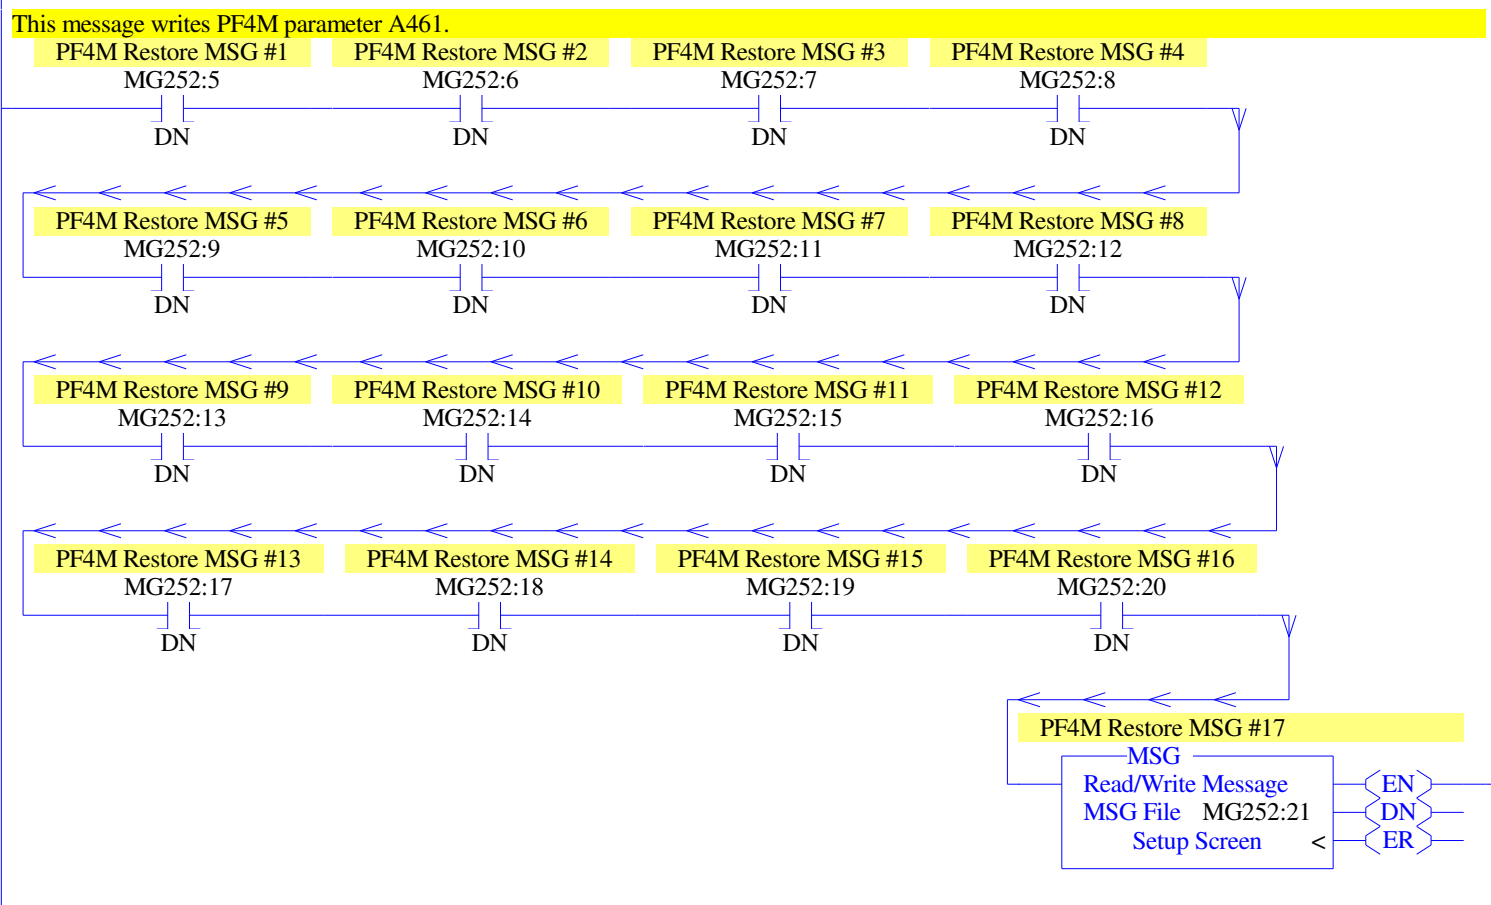 This message writes PF4M parameter A461.
PF4M Restore MSG #1 PF4M Restore MSG #2 PF4M Restore MSG #3 PF4M Restore MSG #4
MG252:5 MG252:6 MG252:7 MG252:8
DN DN DN DN
PF4M Restore MSG #5 PF4M Restore MSG #6 PF4M Restore MSG #7 PF4M Restore MSG #8
MG252:9 MG252:10 MG252:11 MG252:12
DN DN DN DN
PF4M Restore MSG #9 PF4M Restore MSG #10 PF4M Restore MSG #11 PF4M Restore MSG #12
MG252:13 MG252:14 MG252:15 MG252:16
DN DN DN DN
PF4M Restore MSG #13 PF4M Restore MSG #14 PF4M Restore MSG #15 PF4M Restore MSG #16
MG252:17 MG252:18 MG252:19 MG252:20
DN DN DN DN
PF4M Restore MSG #17
MSG
Read/Write Message EN
MSG File MG252:21 DN
Setup Screen < ER